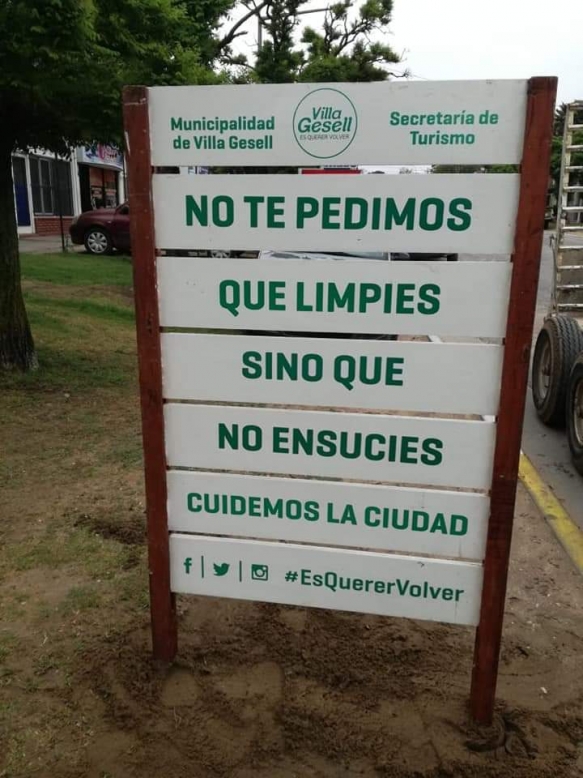 Municipalidad
de Villa Gesell
Villa
Gesell
ES QUERER VOLVER
Secretaría de
Turismo
NO TE PEDIMOS
QUE LIMPIES
SINO QUE
NO ENSUCIES
CUIDEMOS LA CIUDAD
#EsQuererVolver